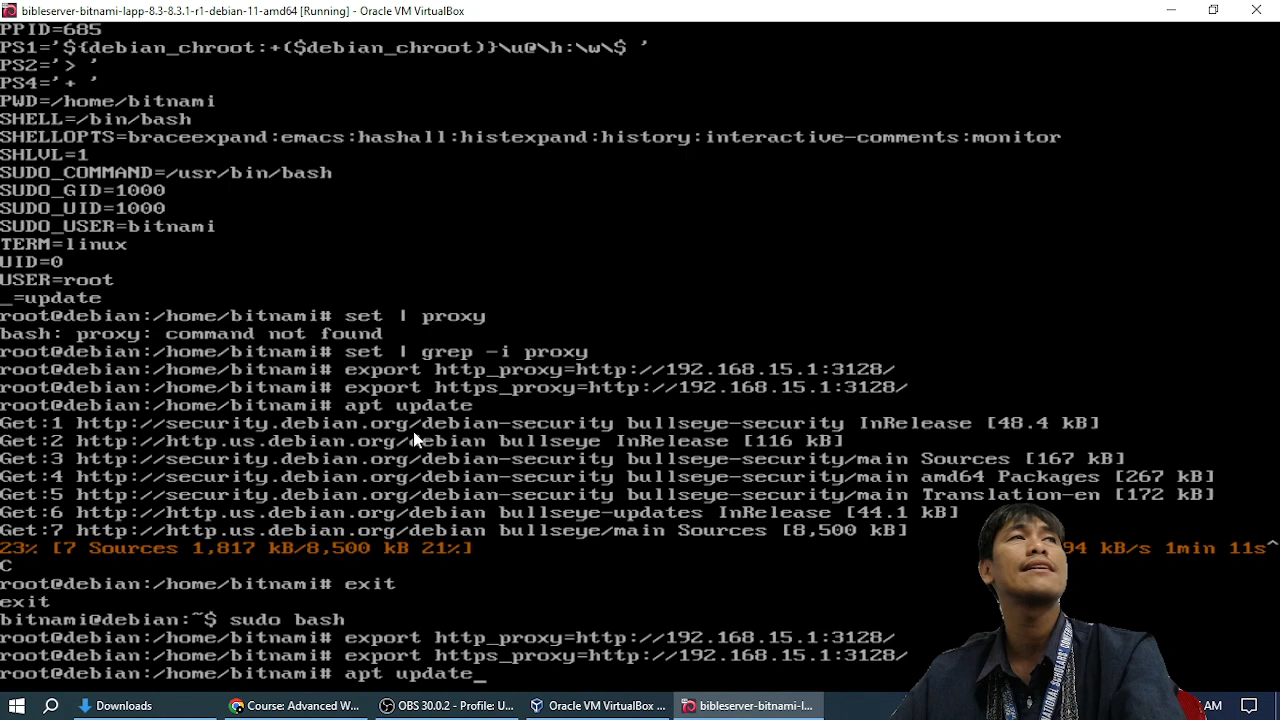 bibleserver-bitnami-lapp-8.3-8.3.1-r1-debian-11-amd64 [Running] - Oracle VM VirtualBox
PPID=685
PS1='${debian_chroot:+($debian_chroot)}\u@\h:\w\$ '
PS2='> '
PS4='+ '
PWD=/home/bitnami
SHELL=/bin/bash
SHELLOPTS=braceexpand:emacs:hashall:histexpand:history:interactive-comments:monitor
SHLVL=1
SUDO_COMMAND=/usr/bin/bash
SUDO_GID=1000
SUDO_UID=1000
SUDO_USER=bitnami
TERM=linux
UID=0
USER=root
_=update
root@debian:/home/bitnami# set | proxy
bash: proxy: command not found
root@debian:/home/bitnami# set | grep -i proxy
root@debian:/home/bitnami# export http_proxy=http://192.168.15.1:3128/
root@debian:/home/bitnami# export https_proxy=http://192.168.15.1:3128/
root@debian:/home/bitnami# apt update
Get:1 http://security.debian.org/debian-security bullseye-security InRelease [48.4 kB]
Get:2 http://http.us.debian.org/debian bullseye InRelease [116 kB]
Get:3 http://security.debian.org/debian-security bullseye-security/main Sources [167 kB]
Get:4 http://security.debian.org/debian-security bullseye-security/main amd64 Packages [267 kB]
Get:5 http://security.debian.org/debian-security bullseye-security/main Translation-en [172 kB]
Get:6 http://http.us.debian.org/debian bullseye-updates InRelease [44.1 kB]
Get:7 http://http.us.debian.org/debian bullseye/main Sources [8,500 kB]
23% [7 Sources 1,817 kB/8,500 kB 21%] 94 kB/s 1min 11s^
C
root@debian:/home/bitnami# exit
exit
bitnami@debian:~$ sudo bash
root@debian:/home/bitnami# export http_proxy=http://192.168.15.1:3128/
root@debian:/home/bitnami# export https_proxy=http://192.168.15.1:3128/
root@debian:/home/bitnami# apt update_
Downloads
Course: Advanced W...
OBS 30.0.2 - Profile: U...
Oracle VM VirtualBox ...
bibleserver-bitnami-l...
AM